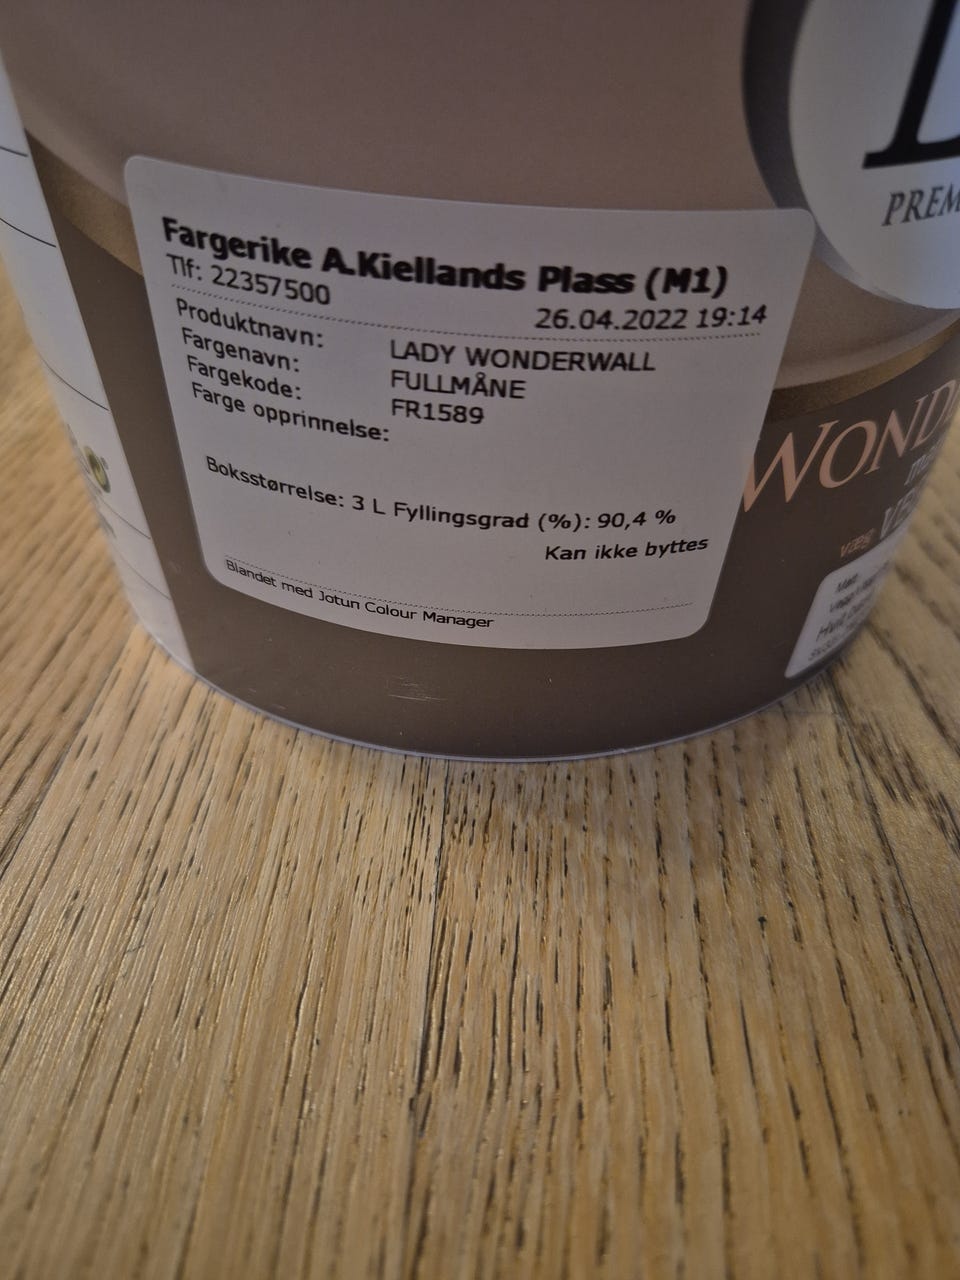 Fargerike A.Kiellands Plass (M1)
Tlf: 22357500
26.04.2022 19:14
Produktnavn: LADY WONDERWALL
Fargenavn: FULLMÅNE
Fargekode: FR1589
Farge opprinnelse:
Boksstørrelse: 3 L Fyllingsgrad (%): 90,4 %
Kan ikke byttes
Blandet med Jotun Colour Manager
PREM
WOND
væg